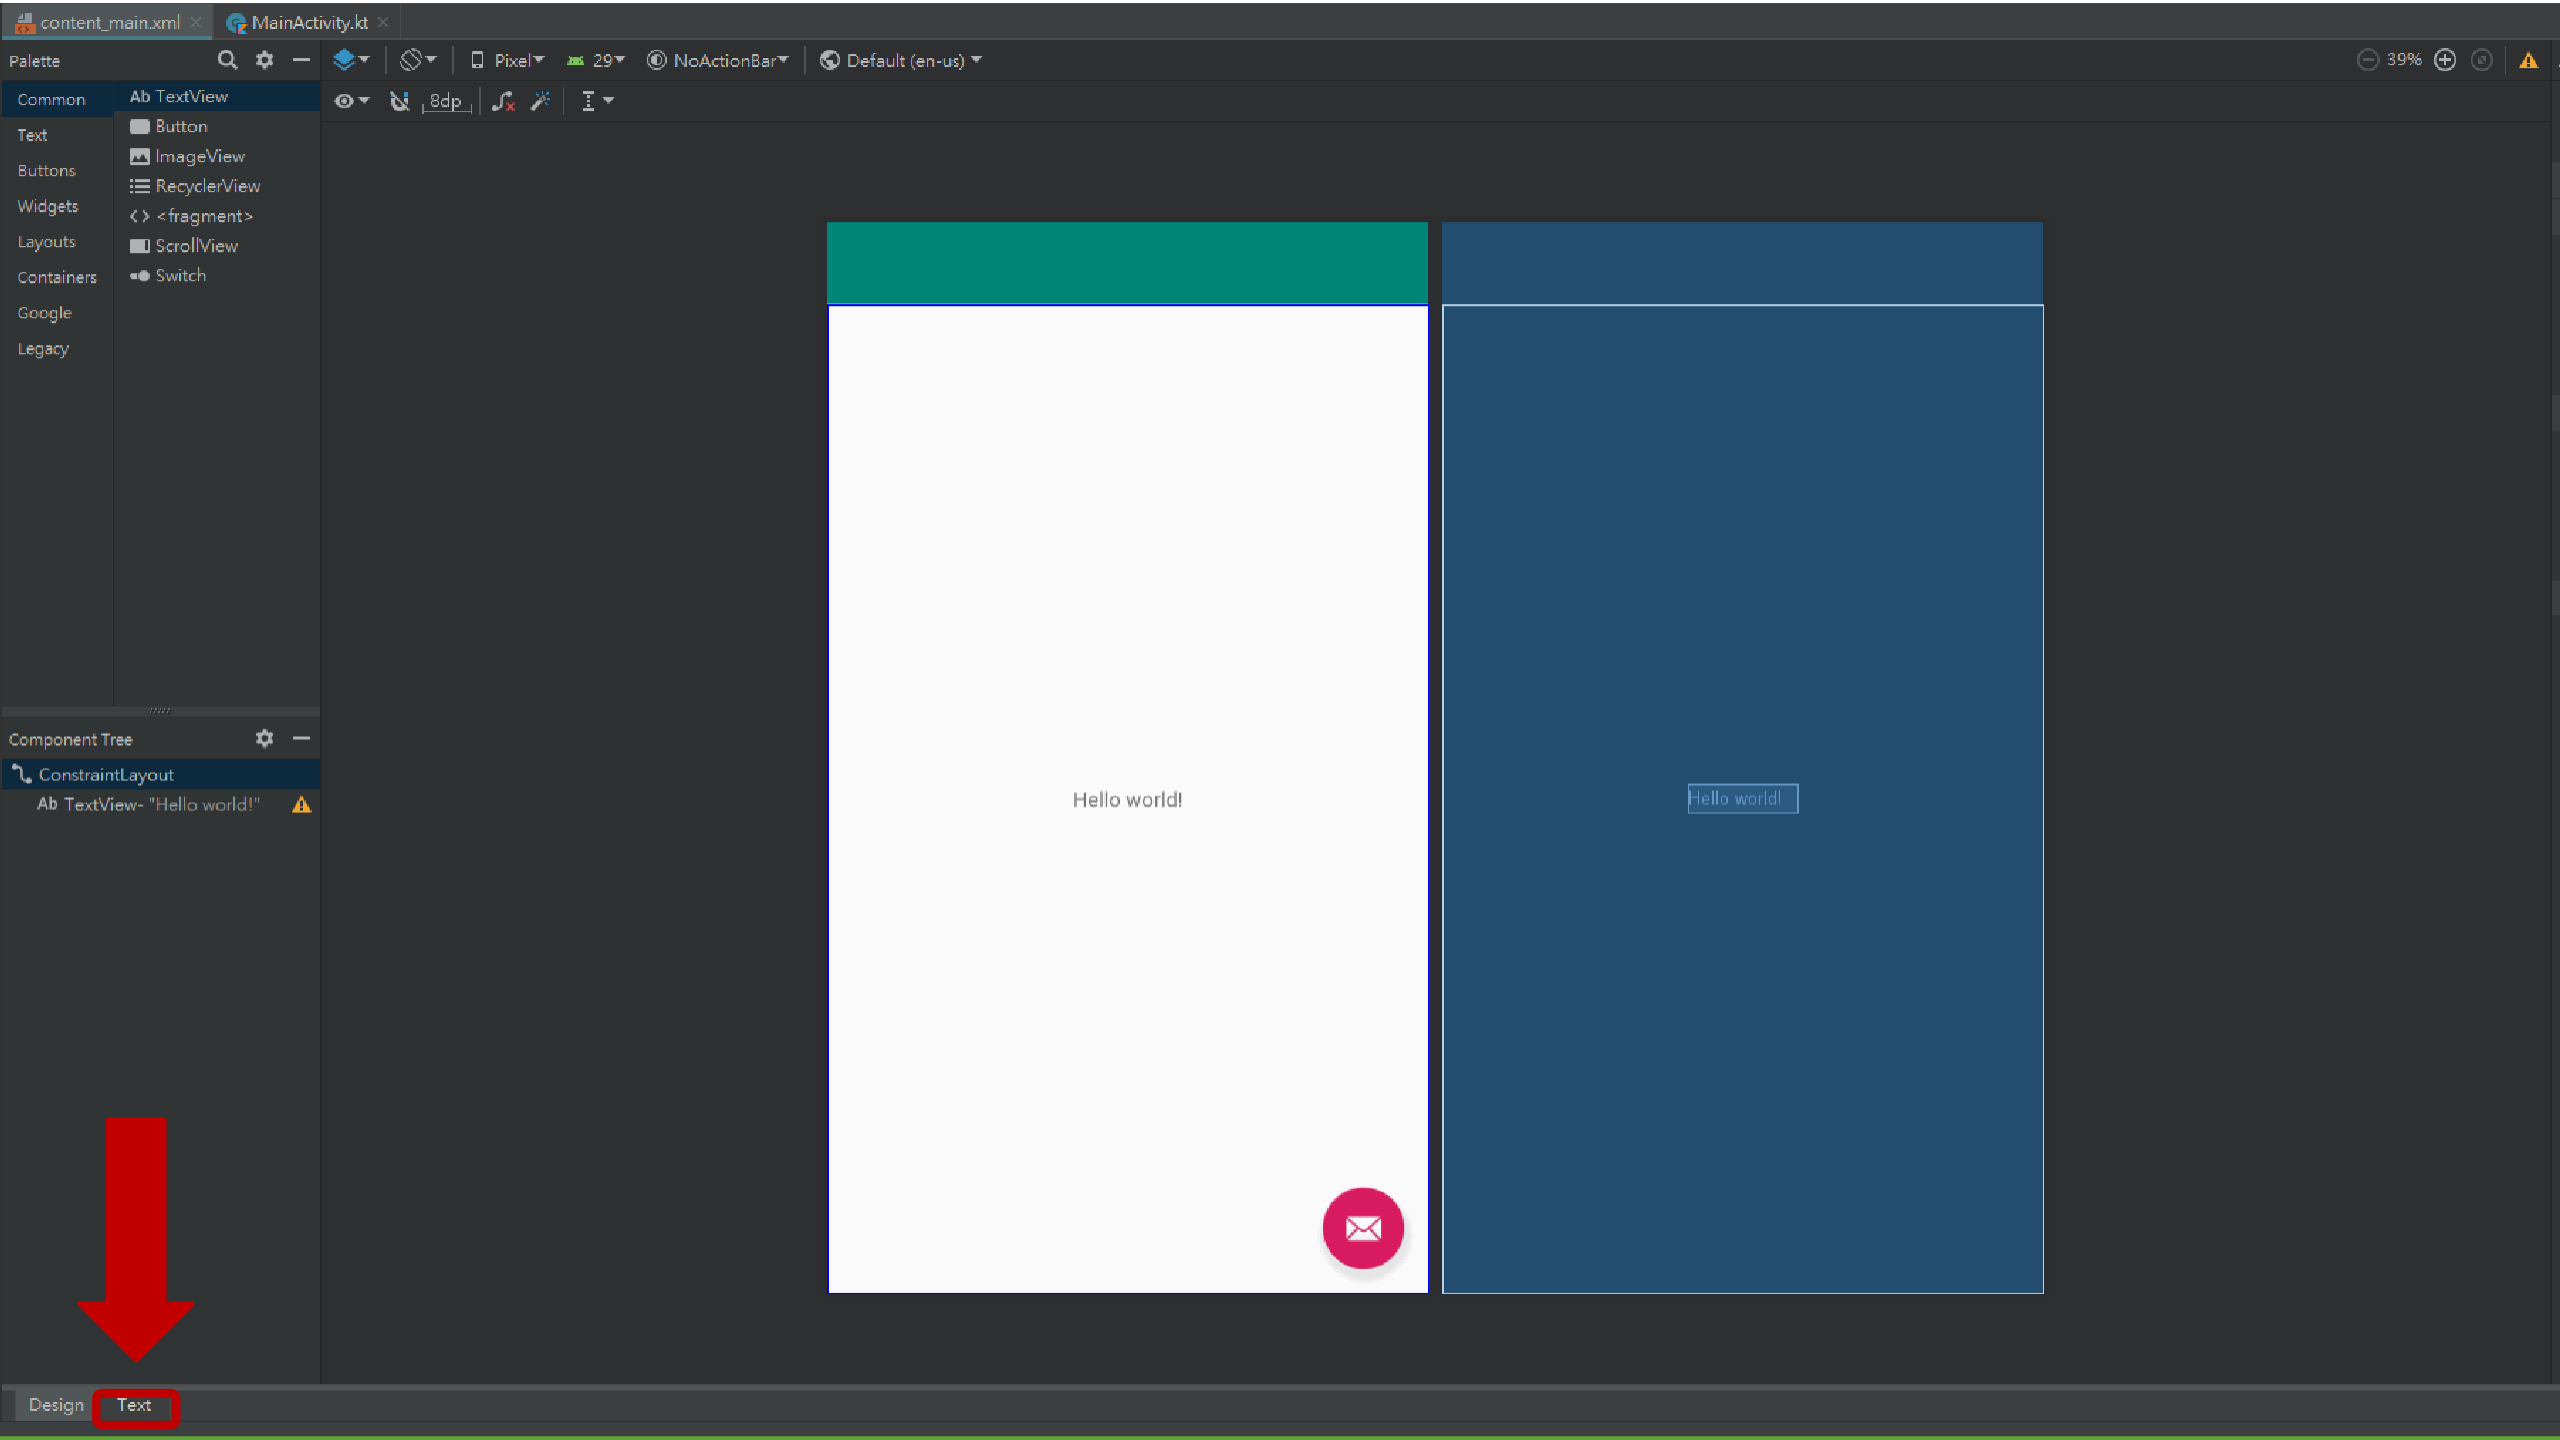 content_main.xml
MainActivity.kt
Palette
Pixel
29
NoActionBar
Default (en-us)
39%
8dp
Common
Text
Buttons
Widgets
Layouts
Containers
Google
Legacy
Ab TextView
Button
ImageView
RecyclerView
<fragment>
ScrollView
Switch
Component Tree
ConstraintLayout
Ab TextView- "Hello world!"
Hello world!
Hello world!
Design
Text